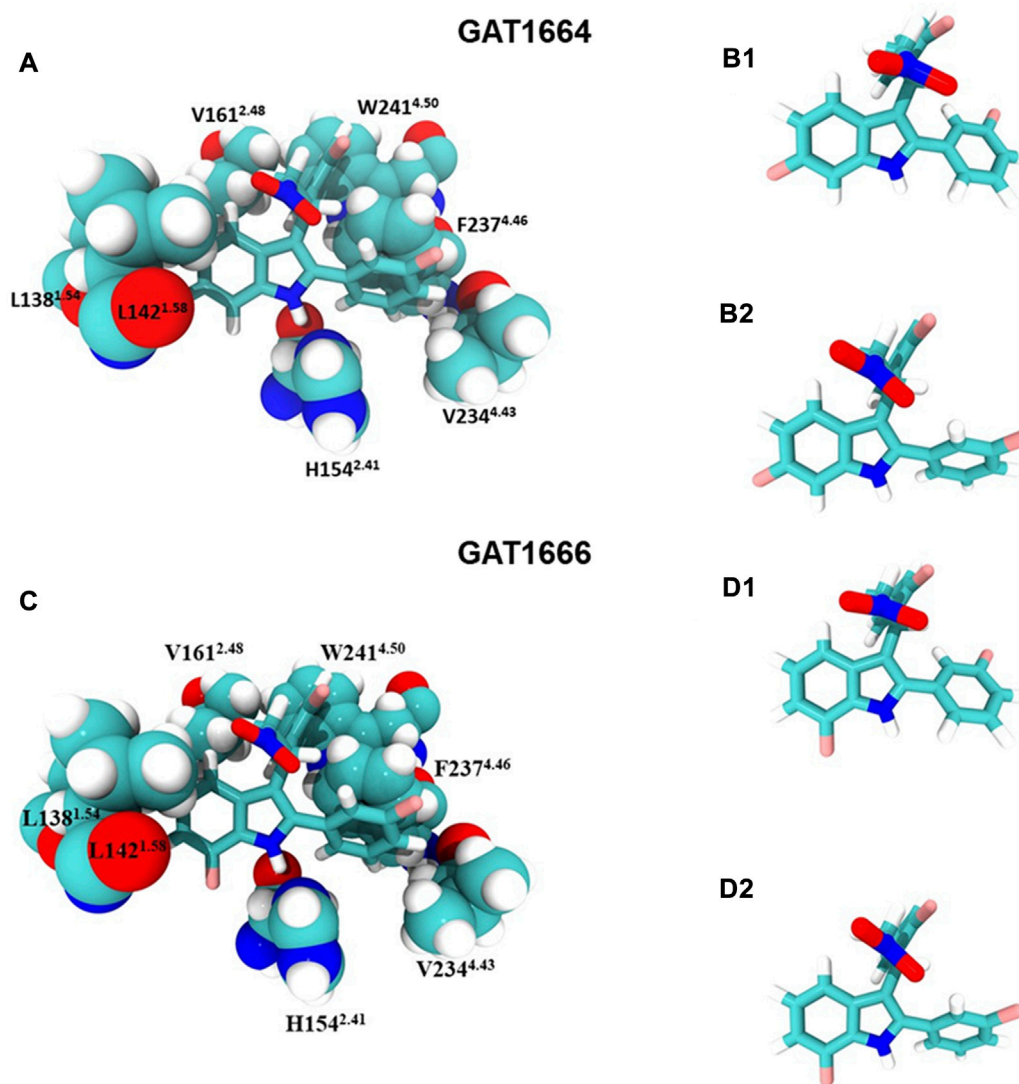 GAT1664
A
B1
V161^2.48
W241^4.50
F237^4.46
L138^1.54
L142^1.58
B2
V234^4.43
H154^2.41
GAT1666
C
D1
V161^2.48
W241^4.50
F237^4.46
L138^1.54
L142^1.58
D2
V234^4.43
H154^2.41